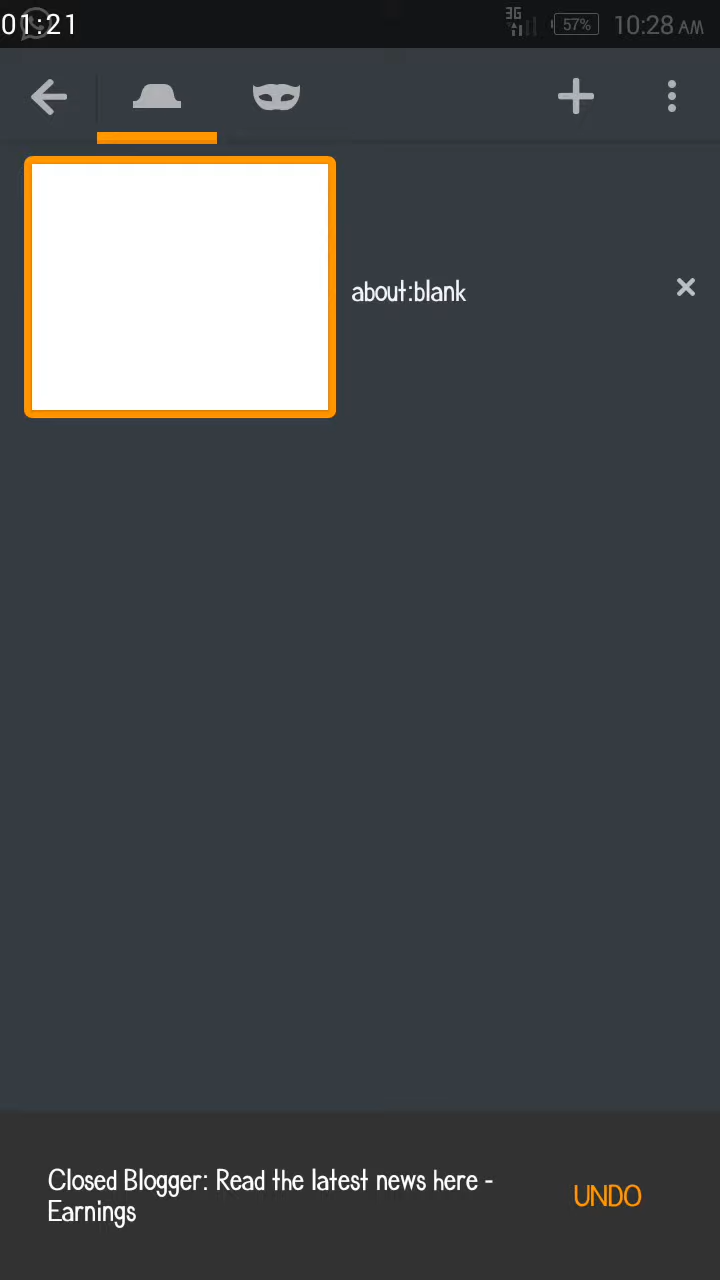 01:21 3G 57% 10:28 AM
about:blank
Closed Blogger: Read the latest news here -
Earnings
UNDO